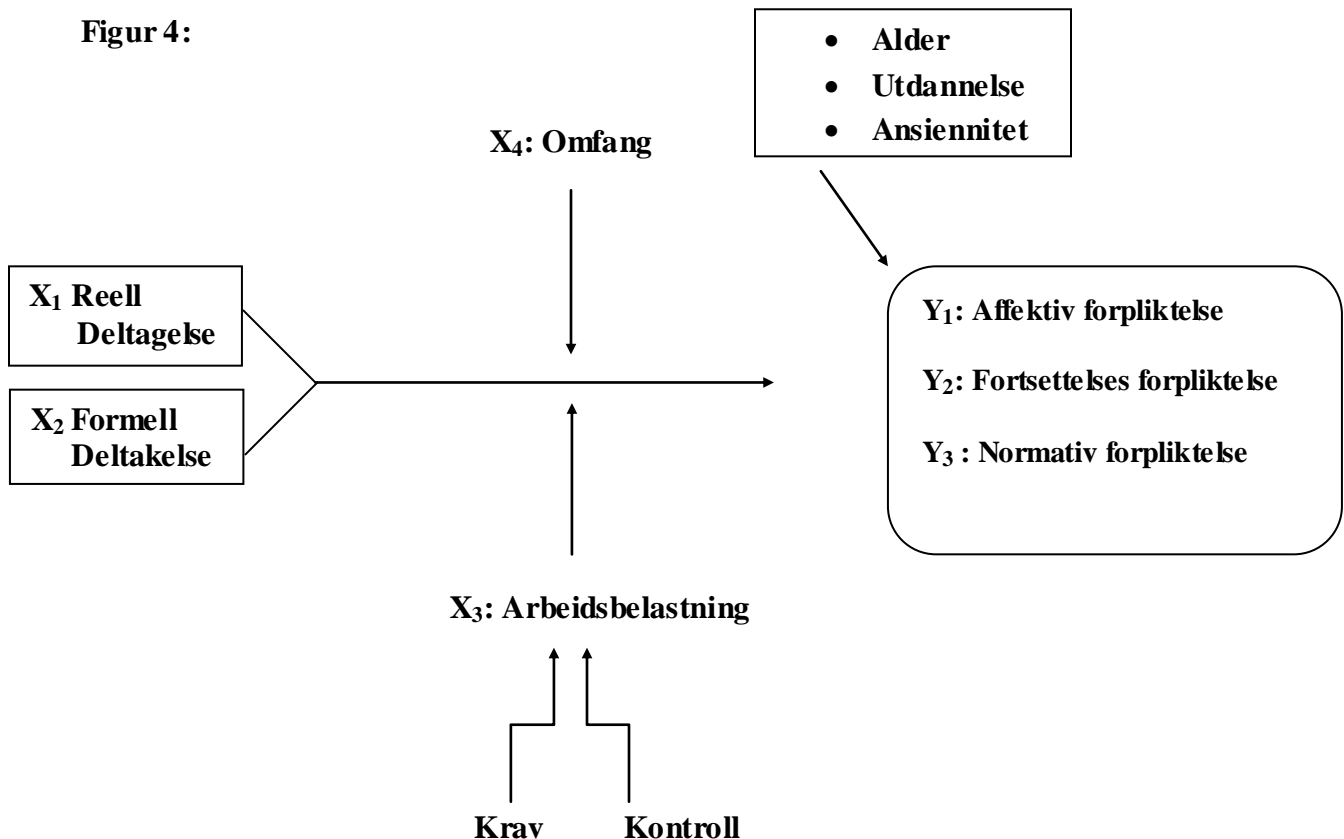 Figur 4:
• Alder
• Utdannelse
• Ansiennitet
X₄: Omfang
X₁ Reell
Deltagelse
X₂ Formell
Deltakelse
Y₁: Affektiv forpliktelse
Y₂: Fortsettelses forpliktelse
Y₃ : Normativ forpliktelse
X₃: Arbeidsbelastning
Krav Kontroll